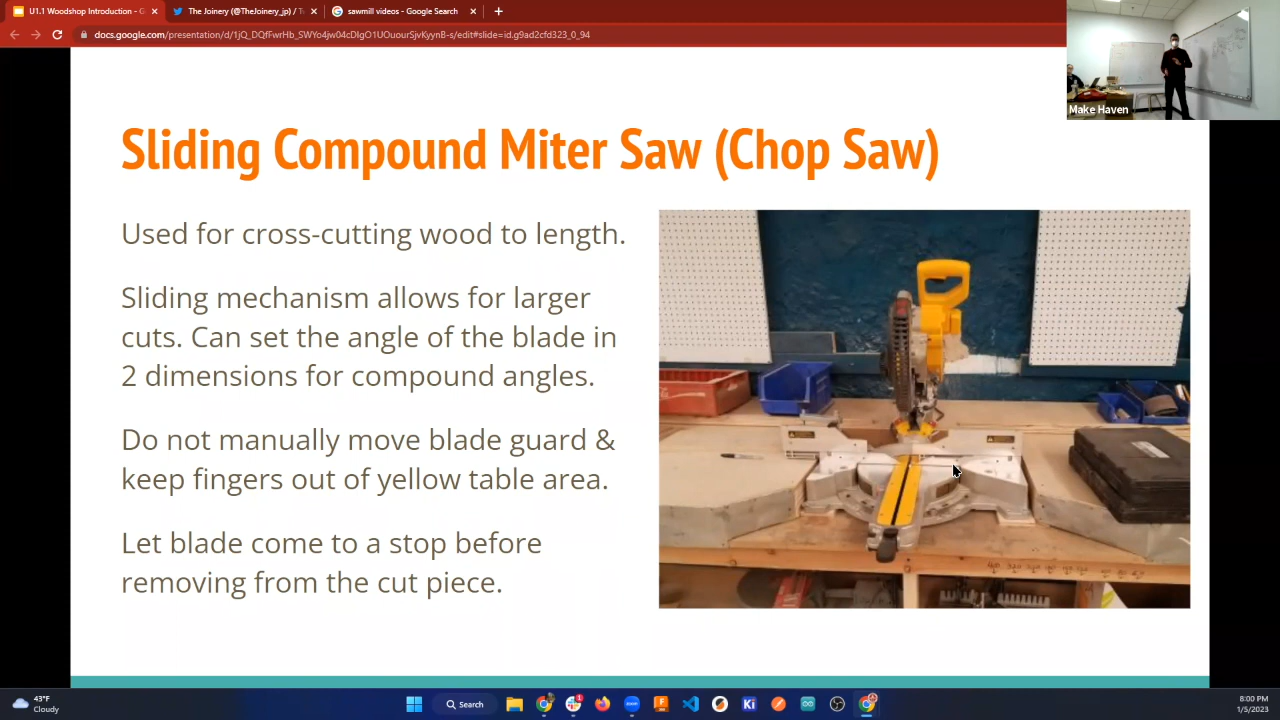 U1.1 Woodshop Introduction - G
The Joinery (@TheJoinery_jp) / T
sawmill videos - Google Search
docs.google.com/presentation/d/1jQ_DQfFwrHb_SWYo4jw04cDIgO1UOuourSjvKyynB-s/edit#slide=id.g9ad2cfd323_0_94
Make Haven
Sliding Compound Miter Saw (Chop Saw)
Used for cross-cutting wood to length.
Sliding mechanism allows for larger
cuts. Can set the angle of the blade in
2 dimensions for compound angles.
Do not manually move blade guard &
keep fingers out of yellow table area.
Let blade come to a stop before
removing from the cut piece.
43°F
Cloudy
Search
8:00 PM
1/5/2023